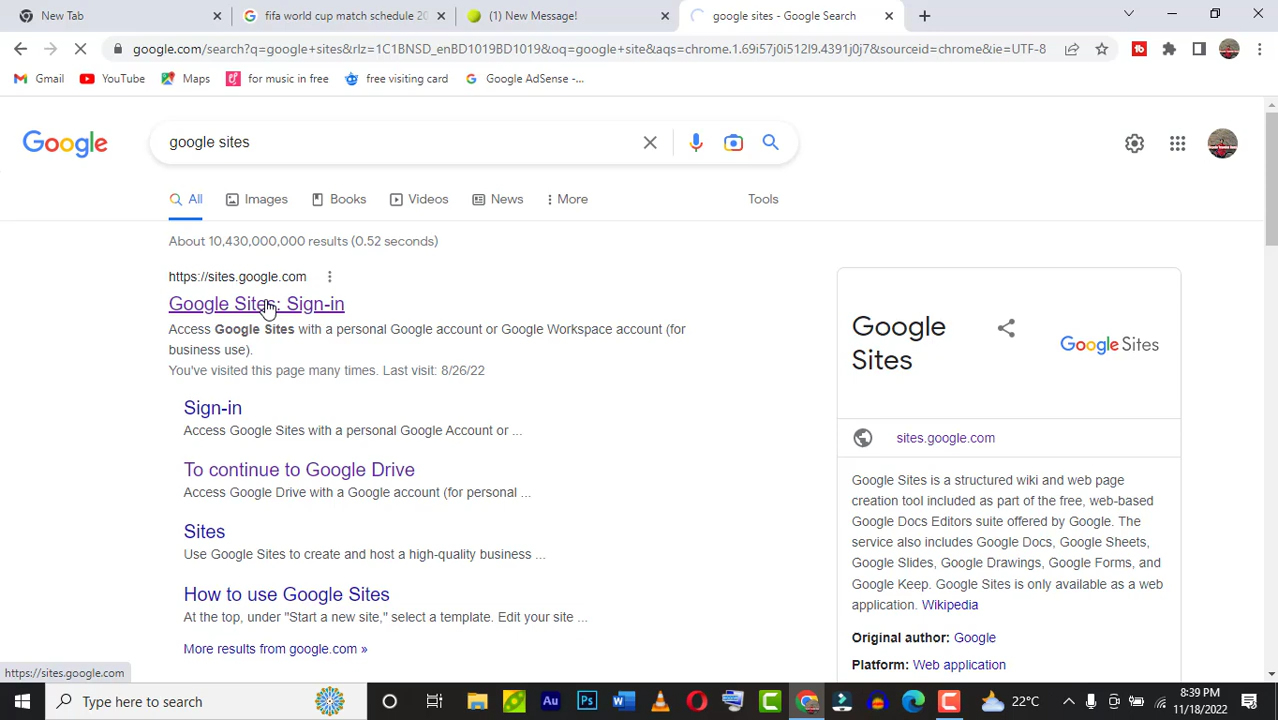 New Tab
fifa world cup match schedule 20
(1) New Message!
google sites - Google Search
google.com/search?q=google+sites&rlz=1C1BNSD_enBD1019BD1019&oq=google+site&aqs=chrome.1.69i57j0i512l9.4391j0j7&sourceid=chrome&ie=UTF-8
Gmail
YouTube
Maps
for music in free
free visiting card
Google AdSense -...
Google
google sites
All
Images
Books
Videos
News
More
Tools
About 10,430,000,000 results (0.52 seconds)
https://sites.google.com
Google Sites: Sign-in
Access Google Sites with a personal Google account or Google Workspace account (for
business use).
You've visited this page many times. Last visit: 8/26/22
Sign-in
Access Google Sites with a personal Google Account or ...
To continue to Google Drive
Access Google Drive with a Google account (for personal ...
Sites
Use Google Sites to create and host a high-quality business ...
How to use Google Sites
At the top, under "Start a new site," select a template. Edit your site ...
More results from google.com »
Google
Sites
Google Sites
sites.google.com
Google Sites is a structured wiki and web page
creation tool included as part of the free, web-based
Google Docs Editors suite offered by Google. The
service also includes Google Docs, Google Sheets,
Google Slides, Google Drawings, Google Forms, and
Google Keep. Google Sites is only available as a web
application. Wikipedia
Original author: Google
Platform: Web application
https://sites.google.com
Type here to search
Au
Ps
22°C
8:39 PM
11/18/2022